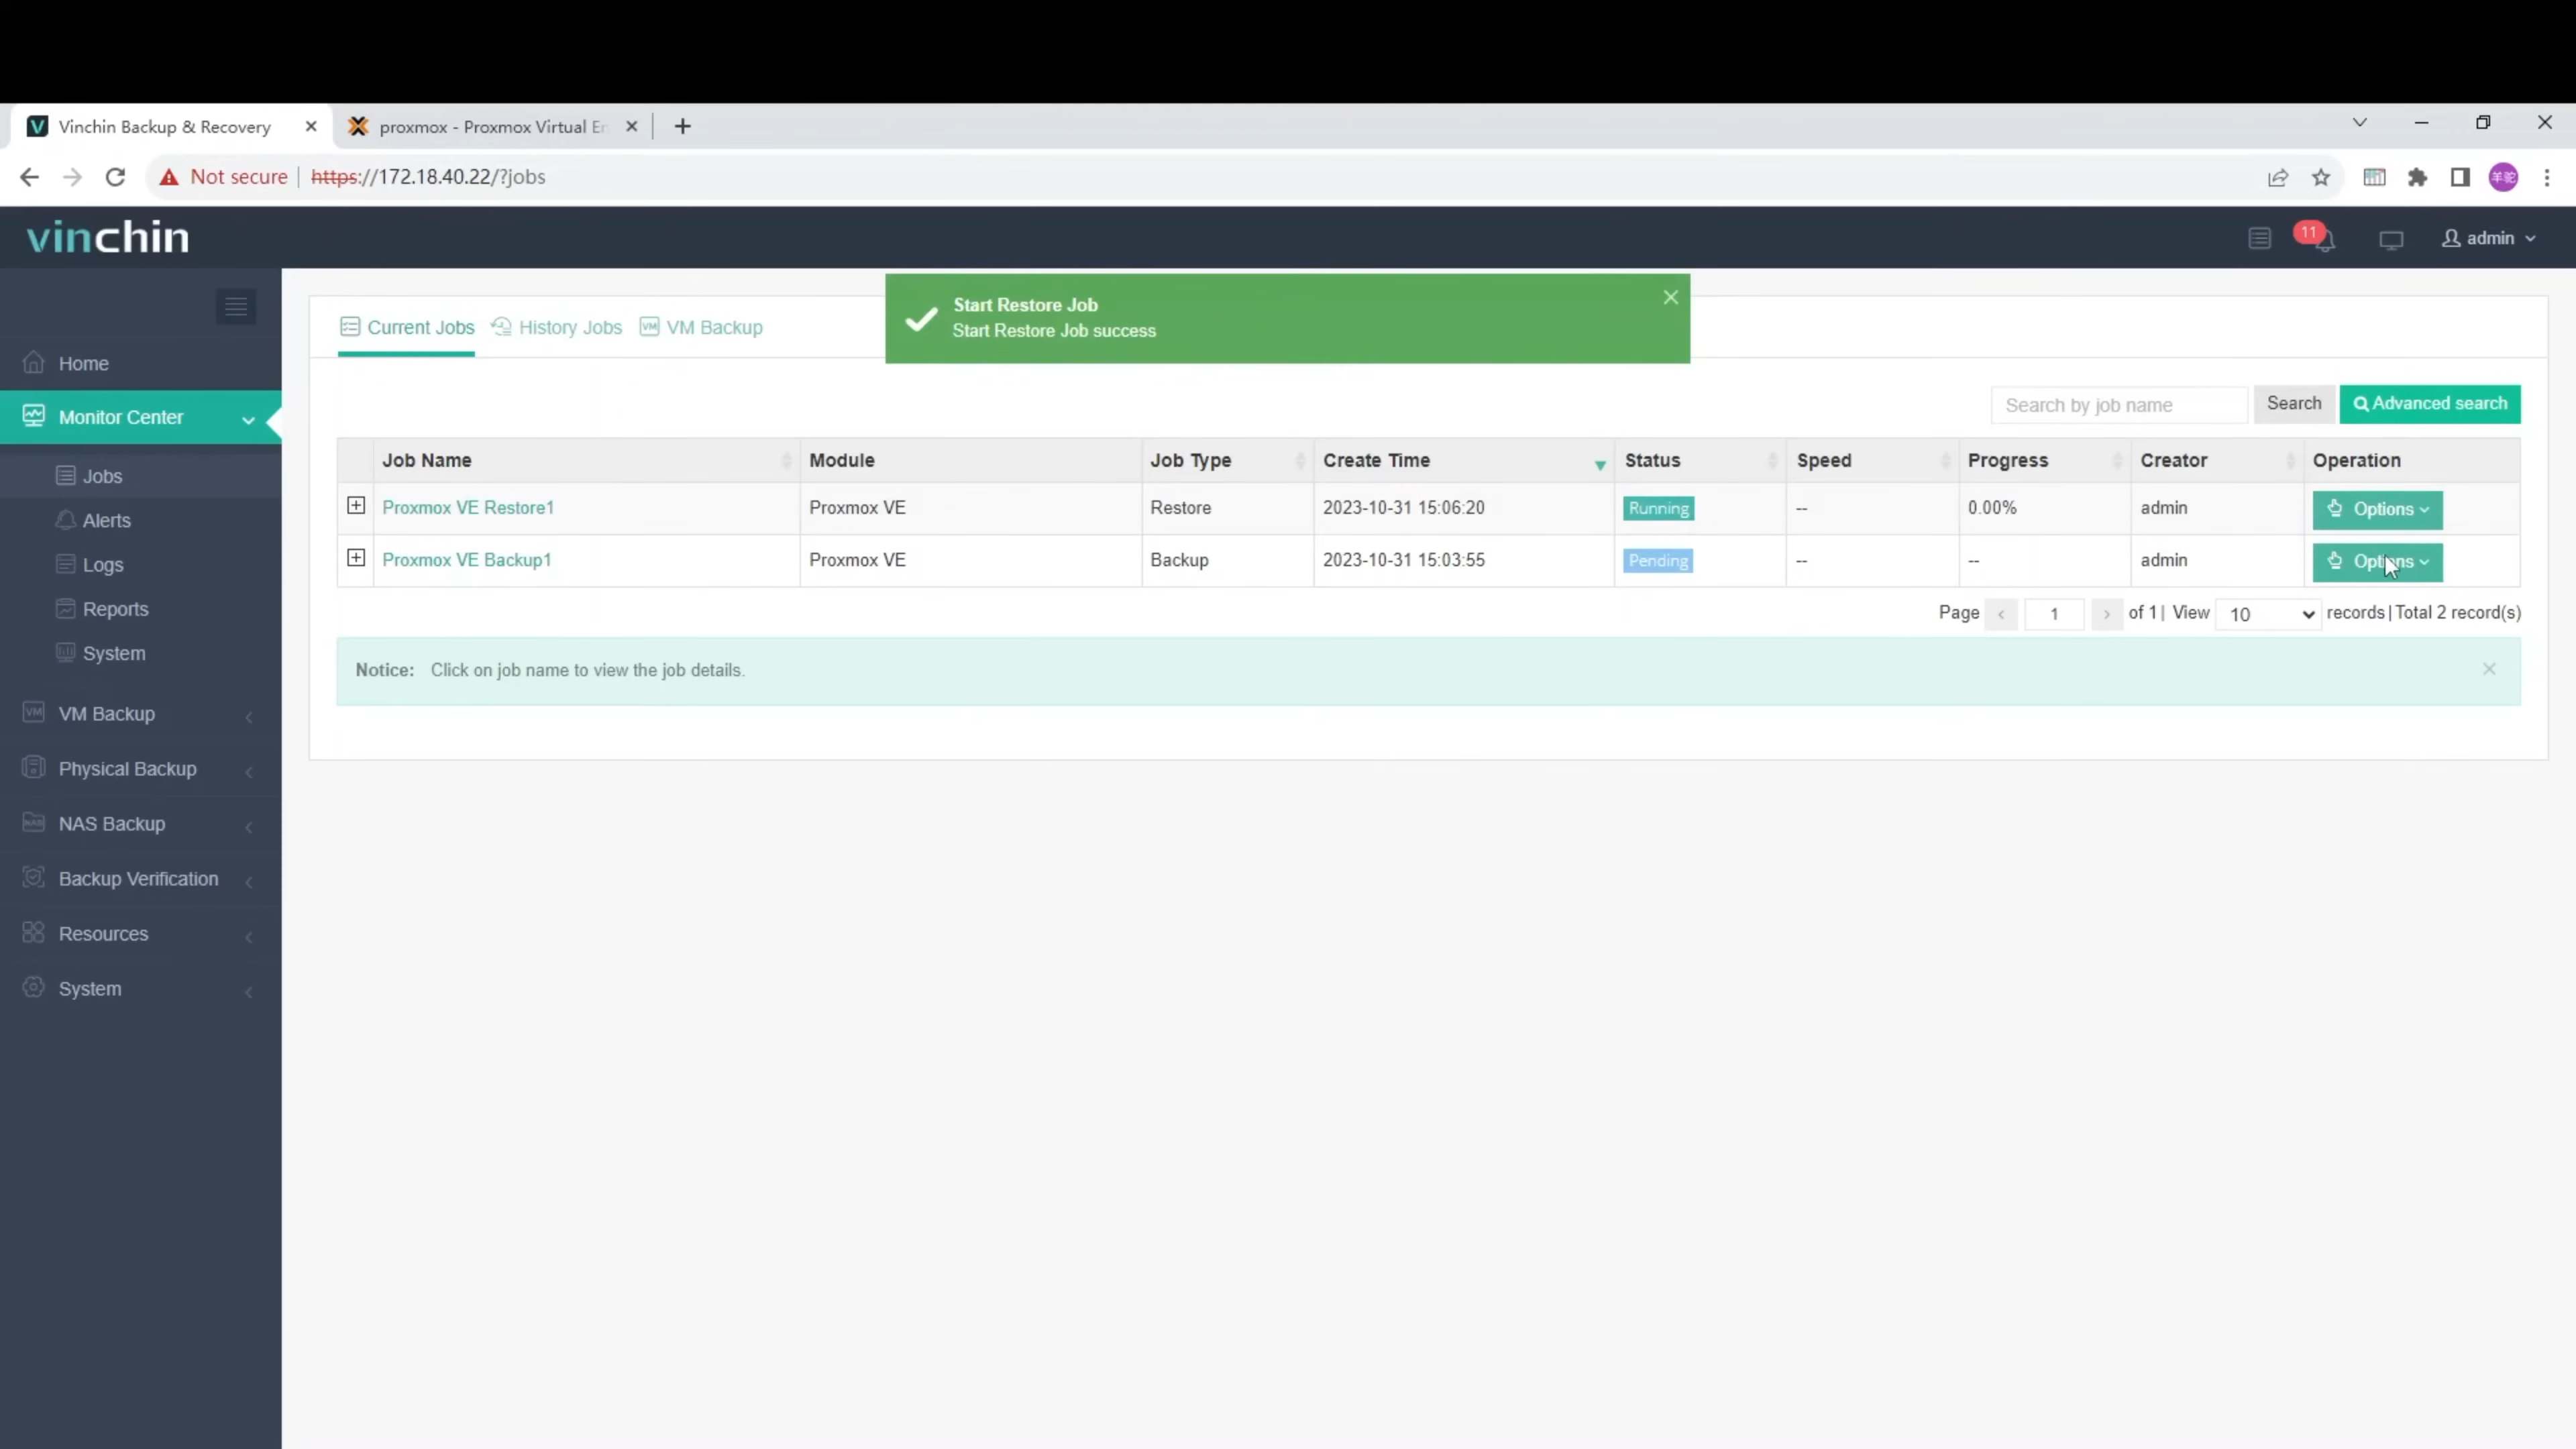 Vinchin Backup & Recovery
proxmox - Proxmox Virtual En
Not secure https://172.18.40.22/?jobs
羊驼
vinchin
11
admin
Start Restore Job
Start Restore Job success
Current Jobs History Jobs VM VM Backup
Home
Monitor Center
Jobs
Alerts
Logs
Reports
System
VM VM Backup
Physical Backup
NAS NAS Backup
Backup Verification
Resources
System
Search by job name Search Advanced search
Job Name Module Job Type Create Time Status Speed Progress Creator Operation
Proxmox VE Restore1 Proxmox VE Restore 2023-10-31 15:06:20 Running -- 0.00% admin Options
Proxmox VE Backup1 Proxmox VE Backup 2023-10-31 15:03:55 Pending -- -- admin Options
Page 1 of 1 | View 10 records | Total 2 record(s)
Notice: Click on job name to view the job details.